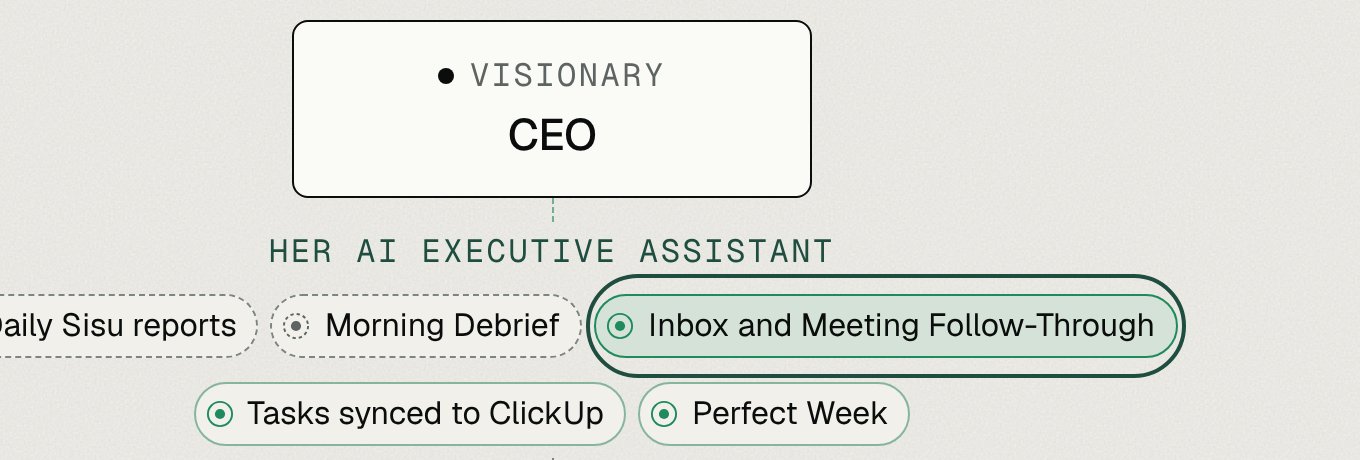 VISIONARY
CEO
HER AI EXECUTIVE ASSISTANT
Sisu reports
Morning Debrief
Inbox and Meeting Follow-Through
Tasks synced to ClickUp
Perfect Week